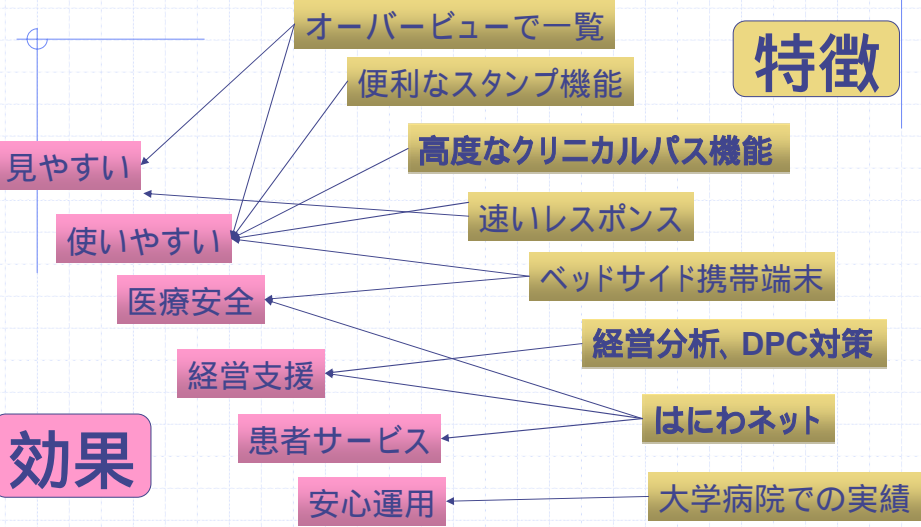 オーバービューで一覧
特徴
便利なスタンプ機能
高度なクリニカルパス機能
見やすい
速いレスポンス
使いやすい
ベッドサイド携帯端末
医療安全
経営分析、DPC対策
経営支援
はにわネット
患者サービス
効果
安心運用
大学病院での実績